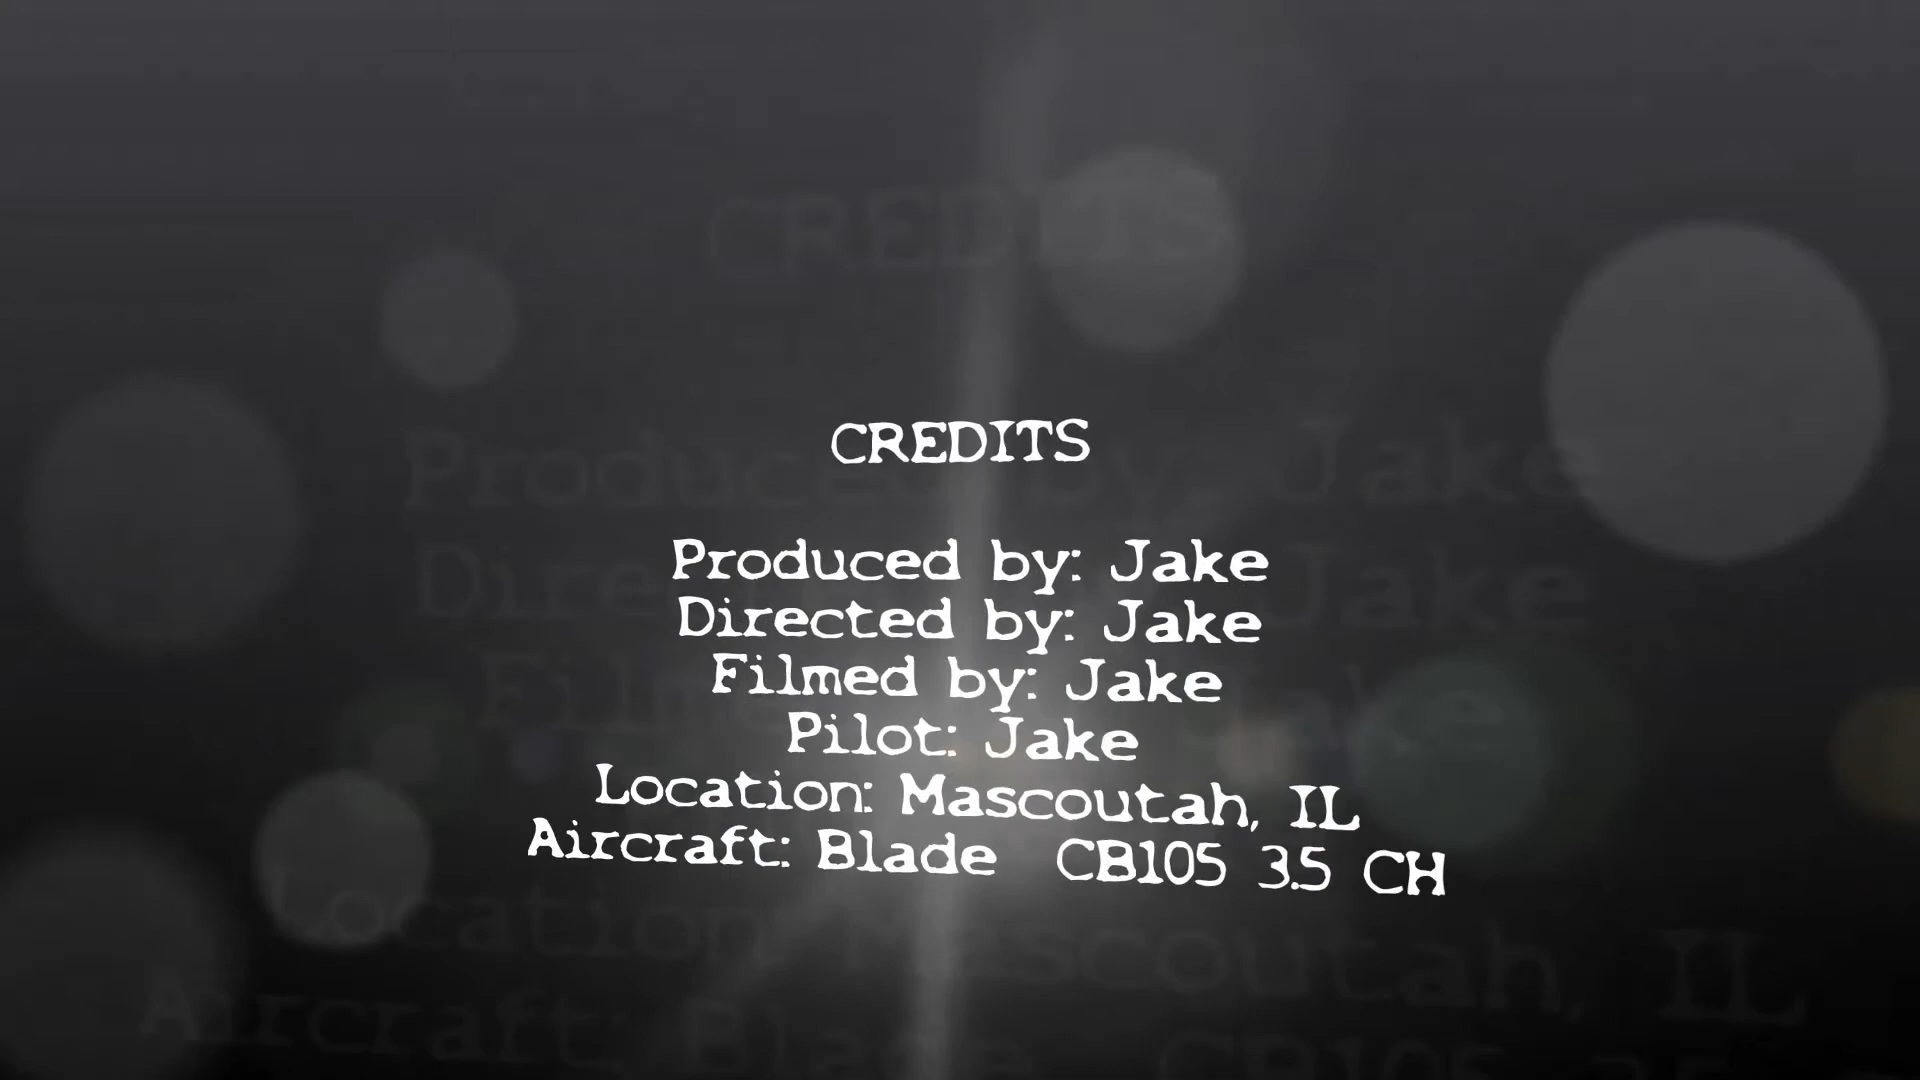 CREDITS
Produced by: Jake
Directed by: Jake
Filmed by: Jake
Pilot: Jake
Location: Mascoutah, IL
Aircraft: Blade CB105 3.5 CH